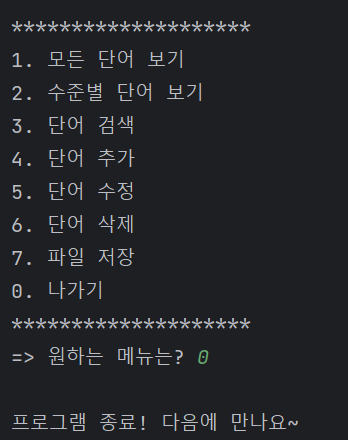 ********************
1. 모든 단어 보기
2. 수준별 단어 보기
3. 단어 검색
4. 단어 추가
5. 단어 수정
6. 단어 삭제
7. 파일 저장
0. 나가기
********************
=> 원하는 메뉴는? 0
프로그램 종료! 다음에 만나요~